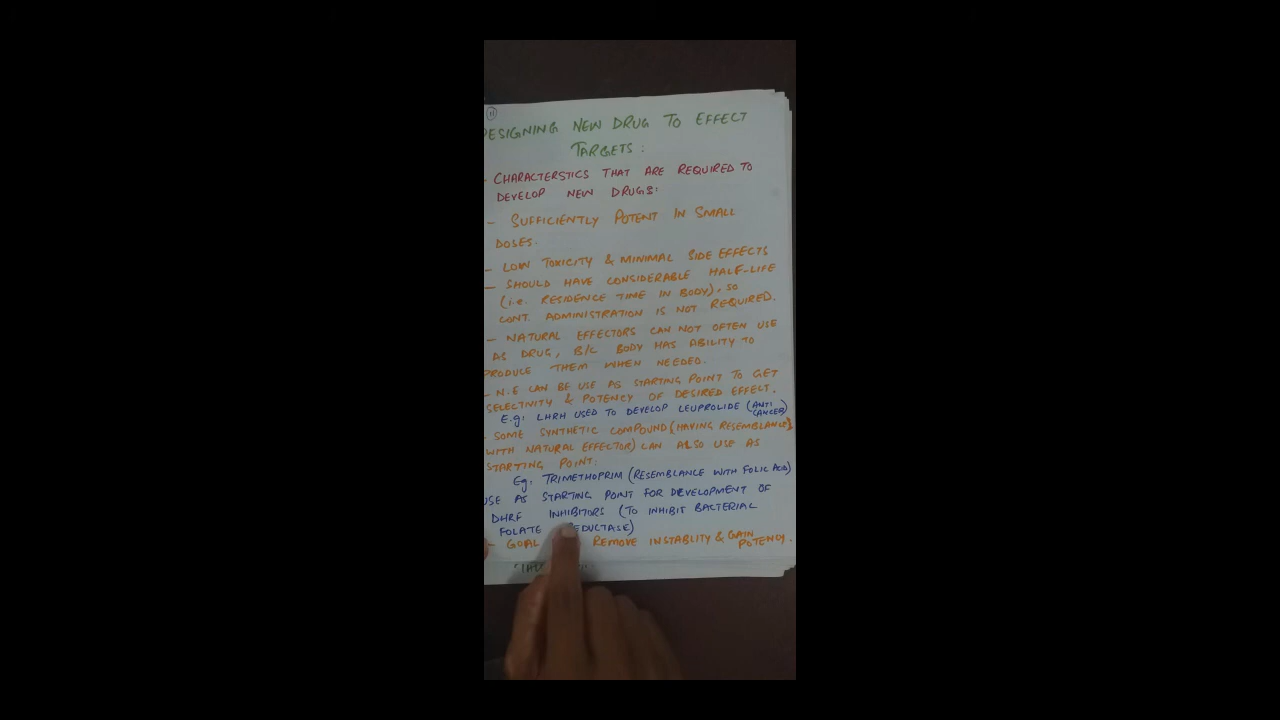 11
DESIGNING NEW DRUG TO EFFECT
TARGETS:
- CHARACTERSTICS THAT ARE REQUIRED TO
DEVELOP NEW DRUGS:
- SUFFICIENTLY POTENT IN SMALL
DOSES.
- LOW TOXICITY & MINIMAL SIDE EFFECTS
- SHOULD HAVE CONSIDERABLE HALF-LIFE
(i.e. RESIDENCE TIME IN BODY), SO
CONT. ADMINISTRATION IS NOT REQUIRED.
- NATURAL EFFECTORS CAN NOT OFTEN USE
AS DRUG, B/C BODY HAS ABILITY TO
PRODUCE THEM WHEN NEEDED.
- N.E CAN BE USE AS STARTING POINT TO GET
SELECTIVITY & POTENCY OF DESIRED EFFECT.
E.g: LHRH USED TO DEVELOP LEUPROLIDE (ANTI CANCER)
- SOME SYNTHETIC COMPOUND (HAVING RESEMBLANCE
WITH NATURAL EFFECTOR) CAN ALSO USE AS
STARTING POINT:
Eg: TRIMETHOPRIM (RESEMBLANCE WITH FOLIC ACID)
USE AS STARTING POINT FOR DEVELOPMENT OF
DHRF INHIBITORS (TO INHIBIT BACTERIAL
FOLATE REDUCTASE)
- GOAL REMOVE INSTABLITY & GAIN POTENCY.